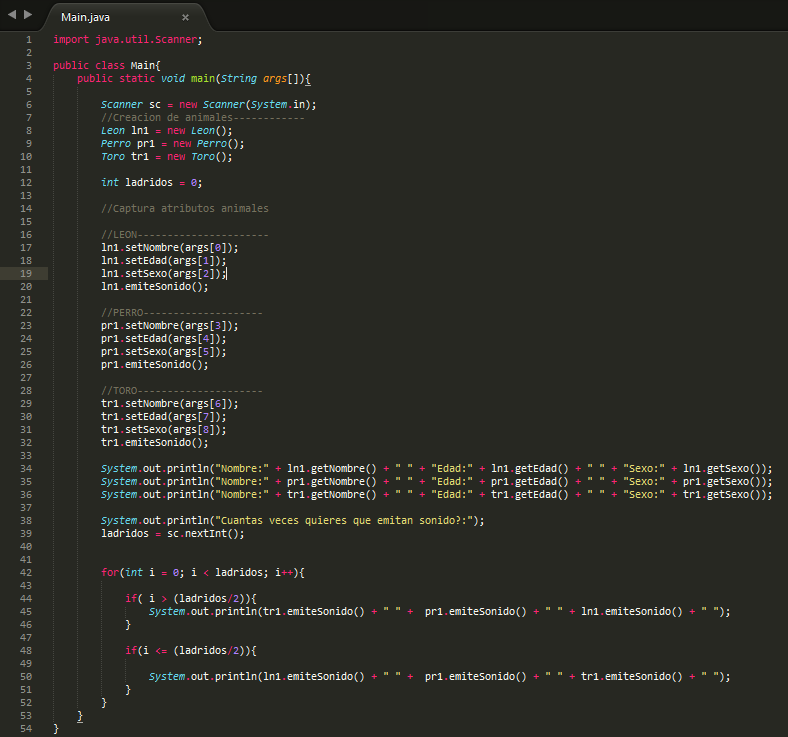 Main.java ×
1 import java.util.Scanner;
2
3 public class Main{
4 public static void main(String args[]){
5
6 Scanner sc = new Scanner(System.in);
7 //Creacion de animales------------
8 Leon ln1 = new Leon();
9 Perro pr1 = new Perro();
10 Toro tr1 = new Toro();
11
12 int ladridos = 0;
13
14 //Captura atributos animales
15
16 //LEON----------------------
17 ln1.setNombre(args[0]);
18 ln1.setEdad(args[1]);
19 ln1.setSexo(args[2]);
20 ln1.emiteSonido();
21
22 //PERRO--------------------
23 pr1.setNombre(args[3]);
24 pr1.setEdad(args[4]);
25 pr1.setSexo(args[5]);
26 pr1.emiteSonido();
27
28 //TORO---------------------
29 tr1.setNombre(args[6]);
30 tr1.setEdad(args[7]);
31 tr1.setSexo(args[8]);
32 tr1.emiteSonido();
33
34 System.out.println("Nombre:" + ln1.getNombre() + " " + "Edad:" + ln1.getEdad() + " " + "Sexo:" + ln1.getSexo());
35 System.out.println("Nombre:" + pr1.getNombre() + " " + "Edad:" + pr1.getEdad() + " " + "Sexo:" + pr1.getSexo());
36 System.out.println("Nombre:" + tr1.getNombre() + " " + "Edad:" + tr1.getEdad() + " " + "Sexo:" + tr1.getSexo());
37
38 System.out.println("Cuantas veces quieres que emitan sonido?:");
39 ladridos = sc.nextInt();
40
41
42 for(int i = 0; i < ladridos; i++){
43
44 if( i > (ladridos/2)){
45 System.out.println(tr1.emiteSonido() + " " +  pr1.emiteSonido() + " " + ln1.emiteSonido() + " ");
46 }
47
48 if(i <= (ladridos/2)){
49
50 System.out.println(ln1.emiteSonido() + " " +  pr1.emiteSonido() + " " + tr1.emiteSonido() + " ");
51 }
52 }
53 }
54 }